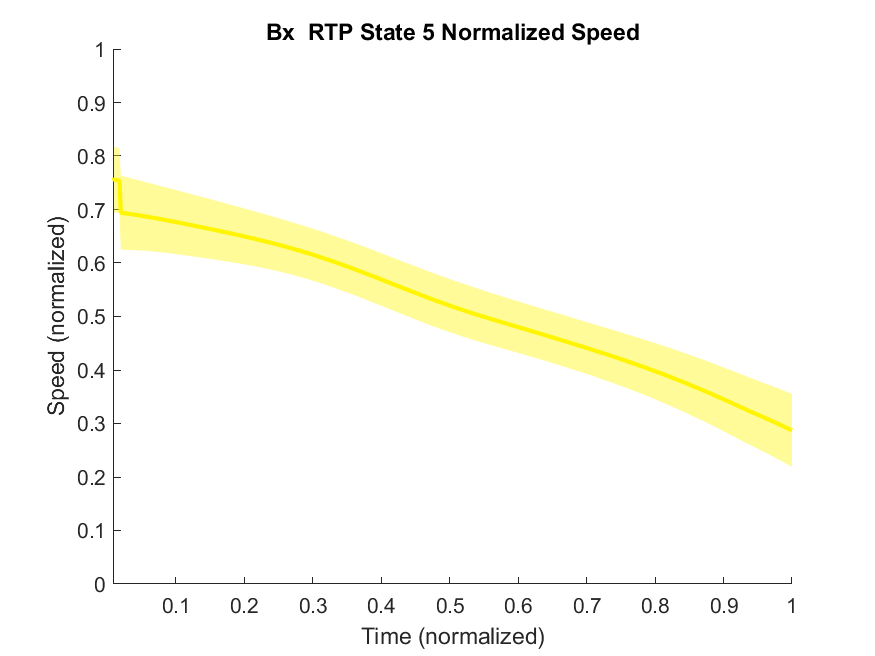 Bx  RTP State 5 Normalized Speed
1
0.9
0.8
0.7
0.6
0.5
0.4
0.3
0.2
0.1
0
Speed (normalized)
0.1 0.2 0.3 0.4 0.5 0.6 0.7 0.8 0.9 1
Time (normalized)